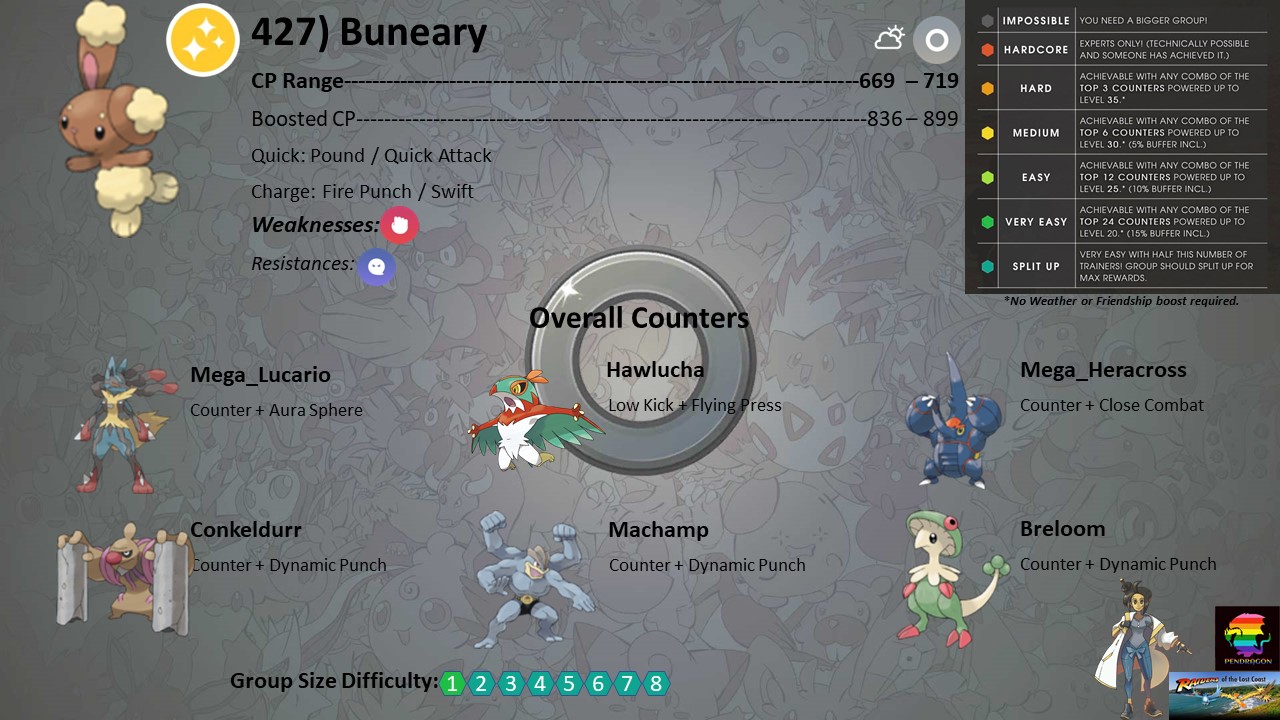 427) Buneary
CP Range-----------------------------------------------------------------------669 – 719
Boosted CP-----------------------------------------------------------------------836 – 899
Quick: Pound / Quick Attack
Charge: Fire Punch / Swift
Weaknesses:
Resistances:
IMPOSSIBLE YOU NEED A BIGGER GROUP!
HARDCORE EXPERTS ONLY! (TECHNICALLY POSSIBLE
AND SOMEONE HAS ACHIEVED IT.)
HARD ACHIEVABLE WITH ANY COMBO OF THE
TOP 3 COUNTERS POWERED UP TO
LEVEL 35.*
MEDIUM ACHIEVABLE WITH ANY COMBO OF THE
TOP 6 COUNTERS POWERED UP TO
LEVEL 30.* (5% BUFFER INCL.)
EASY ACHIEVABLE WITH ANY COMBO OF THE
TOP 12 COUNTERS POWERED UP TO
LEVEL 25.* (10% BUFFER INCL.)
VERY EASY ACHIEVABLE WITH ANY COMBO OF THE
TOP 24 COUNTERS POWERED UP TO
LEVEL 20.* (15% BUFFER INCL.)
SPLIT UP VERY EASY WITH HALF THIS NUMBER OF
TRAINERS! GROUP SHOULD SPLIT UP FOR
MAX REWARDS.
*No Weather or Friendship boost required.
Overall Counters
Mega_Lucario
Counter + Aura Sphere
Hawlucha
Low Kick + Flying Press
Mega_Heracross
Counter + Close Combat
Conkeldurr
Counter + Dynamic Punch
Machamp
Counter + Dynamic Punch
Breloom
Counter + Dynamic Punch
Group Size Difficulty: 1 2 3 4 5 6 7 8
PENDRAGON
RAIDERS of the Lost Coast